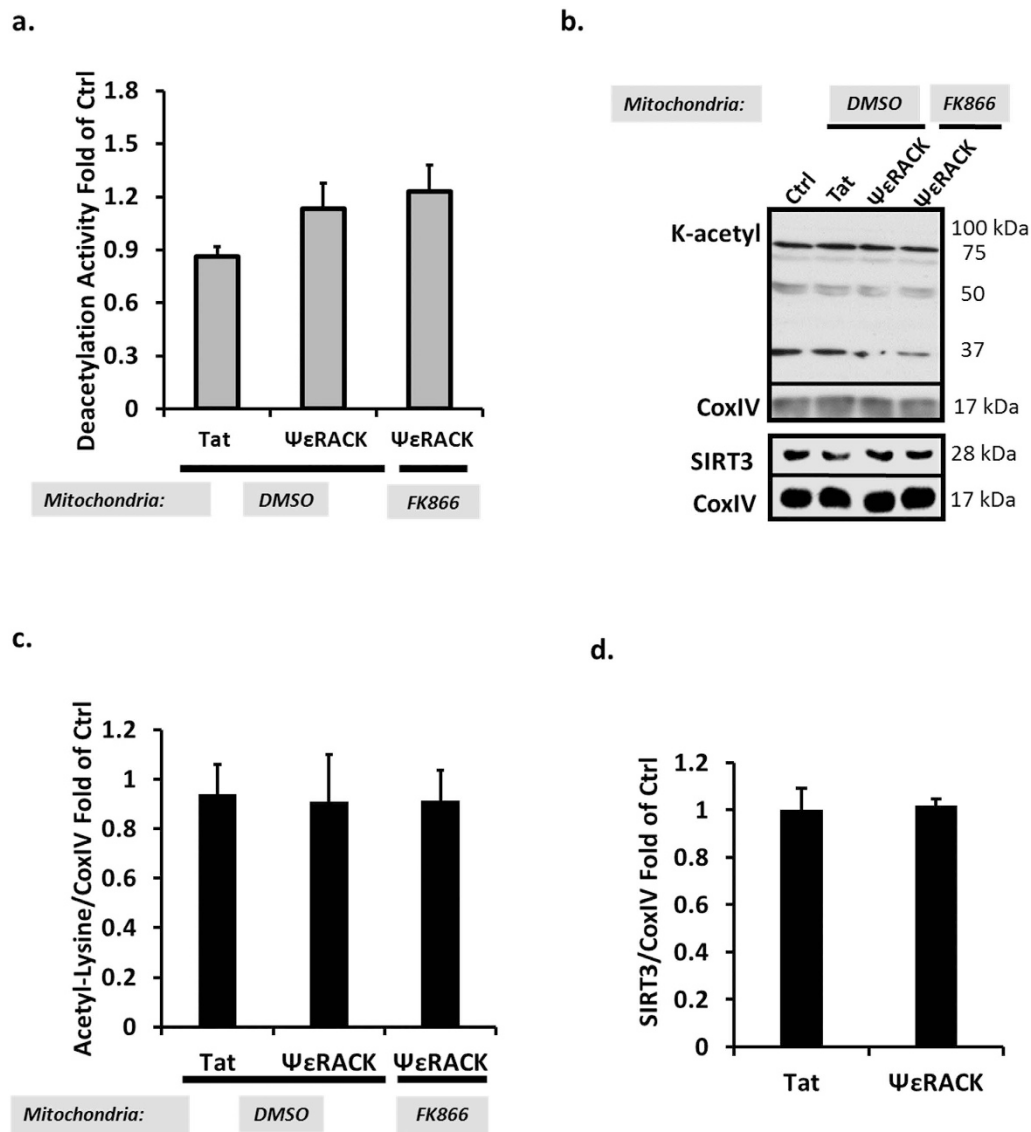 a.
Deacetylation Activity Fold of Ctrl
1.8
1.5
1.2
0.9
0.6
0.3
0
Tat ΨεRACK ΨεRACK
Mitochondria: DMSO FK866
b.
Mitochondria: DMSO FK866
Ctrl Tat ΨεRACK ΨεRACK
K-acetyl
100 kDa
75
50
37
CoxIV 17 kDa
SIRT3 28 kDa
CoxIV 17 kDa
c.
Acetyl-Lysine/CoxIV Fold of Ctrl
1.2
1
0.8
0.6
0.4
0.2
0
Tat ΨεRACK ΨεRACK
Mitochondria: DMSO FK866
d.
SIRT3/CoxIV Fold of Ctrl
1.2
1
0.8
0.6
0.4
0.2
0
Tat ΨεRACK